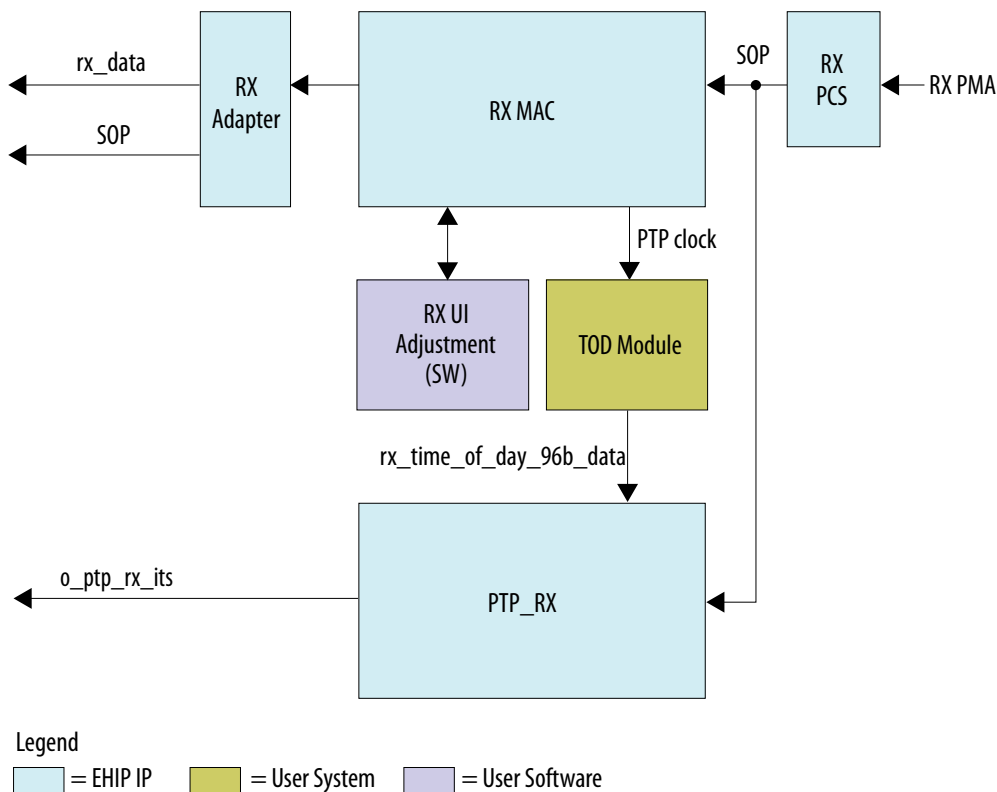 rx_data
SOP
RX
Adapter
RX MAC
SOP
RX
PCS
RX PMA
PTP clock
RX UI
Adjustment
(SW)
TOD Module
rx_time_of_day_96b_data
o_ptp_rx_its
PTP_RX
Legend
= EHIP IP
= User System
= User Software